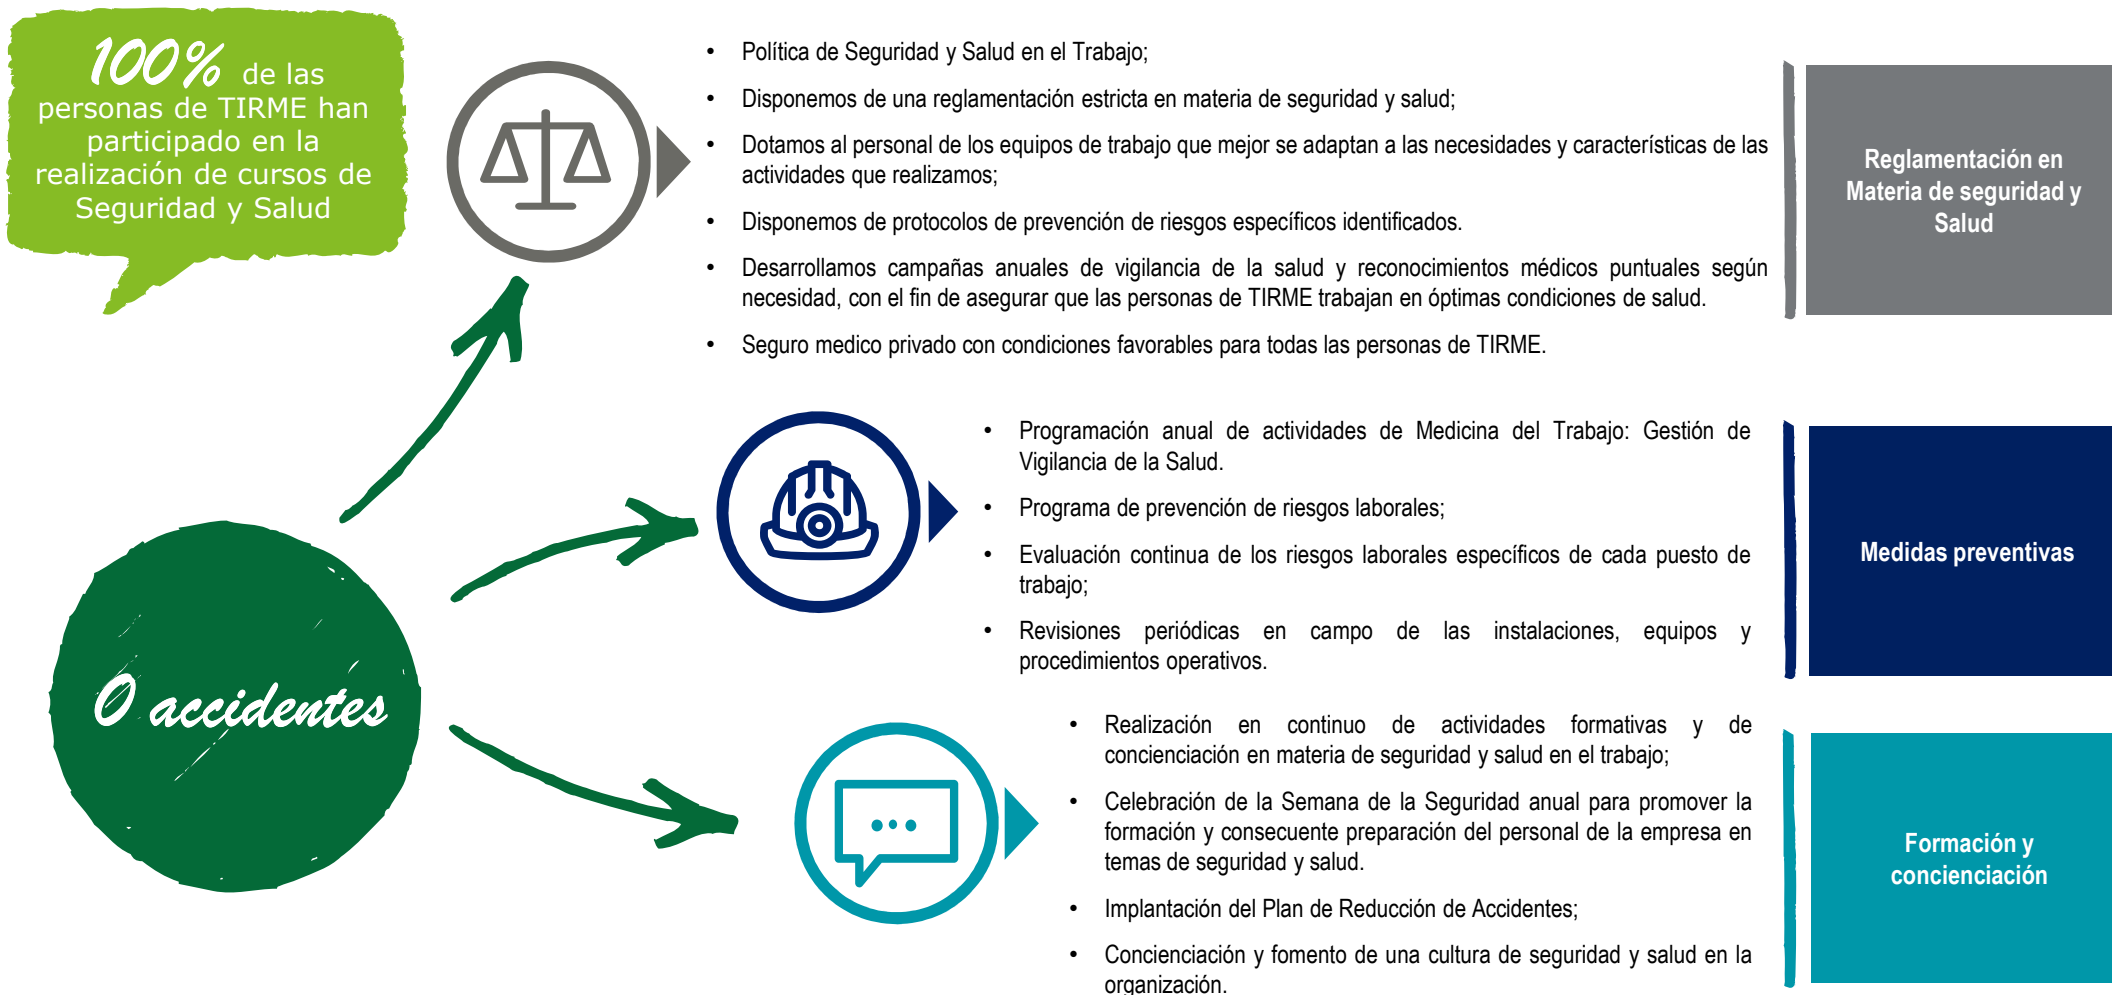 100% de las
personas de TIRME han
participado en la
realización de cursos de
Seguridad y Salud
• Política de Seguridad y Salud en el Trabajo;
• Disponemos de una reglamentación estricta en materia de seguridad y salud;
• Dotamos al personal de los equipos de trabajo que mejor se adaptan a las necesidades y características de las
actividades que realizamos;
• Disponemos de protocolos de prevención de riesgos específicos identificados.
• Desarrollamos campañas anuales de vigilancia de la salud y reconocimientos médicos puntuales según
necesidad, con el fin de asegurar que las personas de TIRME trabajan en óptimas condiciones de salud.
• Seguro medico privado con condiciones favorables para todas las personas de TIRME.
Reglamentación en
Materia de seguridad y
Salud
0 accidentes
• Programación anual de actividades de Medicina del Trabajo: Gestión de
Vigilancia de la Salud.
• Programa de prevención de riesgos laborales;
• Evaluación continua de los riesgos laborales específicos de cada puesto de
trabajo;
• Revisiones periódicas en campo de las instalaciones, equipos y
procedimientos operativos.
Medidas preventivas
• Realización en continuo de actividades formativas y de
concienciación en materia de seguridad y salud en el trabajo;
• Celebración de la Semana de la Seguridad anual para promover la
formación y consecuente preparación del personal de la empresa en
temas de seguridad y salud.
• Implantación del Plan de Reducción de Accidentes;
• Concienciación y fomento de una cultura de seguridad y salud en la
organización.
Formación y
concienciación